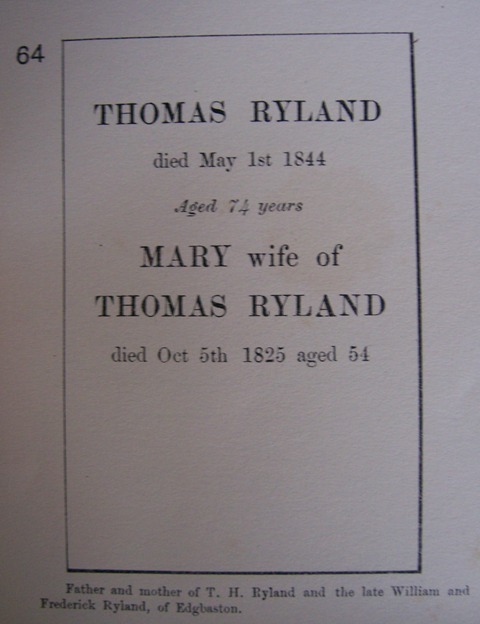 64
THOMAS RYLAND
died May 1st 1844
Aged 74 years
MARY wife of
THOMAS RYLAND
died Oct 5th 1825 aged 54
Father and mother of T. H. Ryland and the late William and
Frederick Ryland, of Edgbaston.